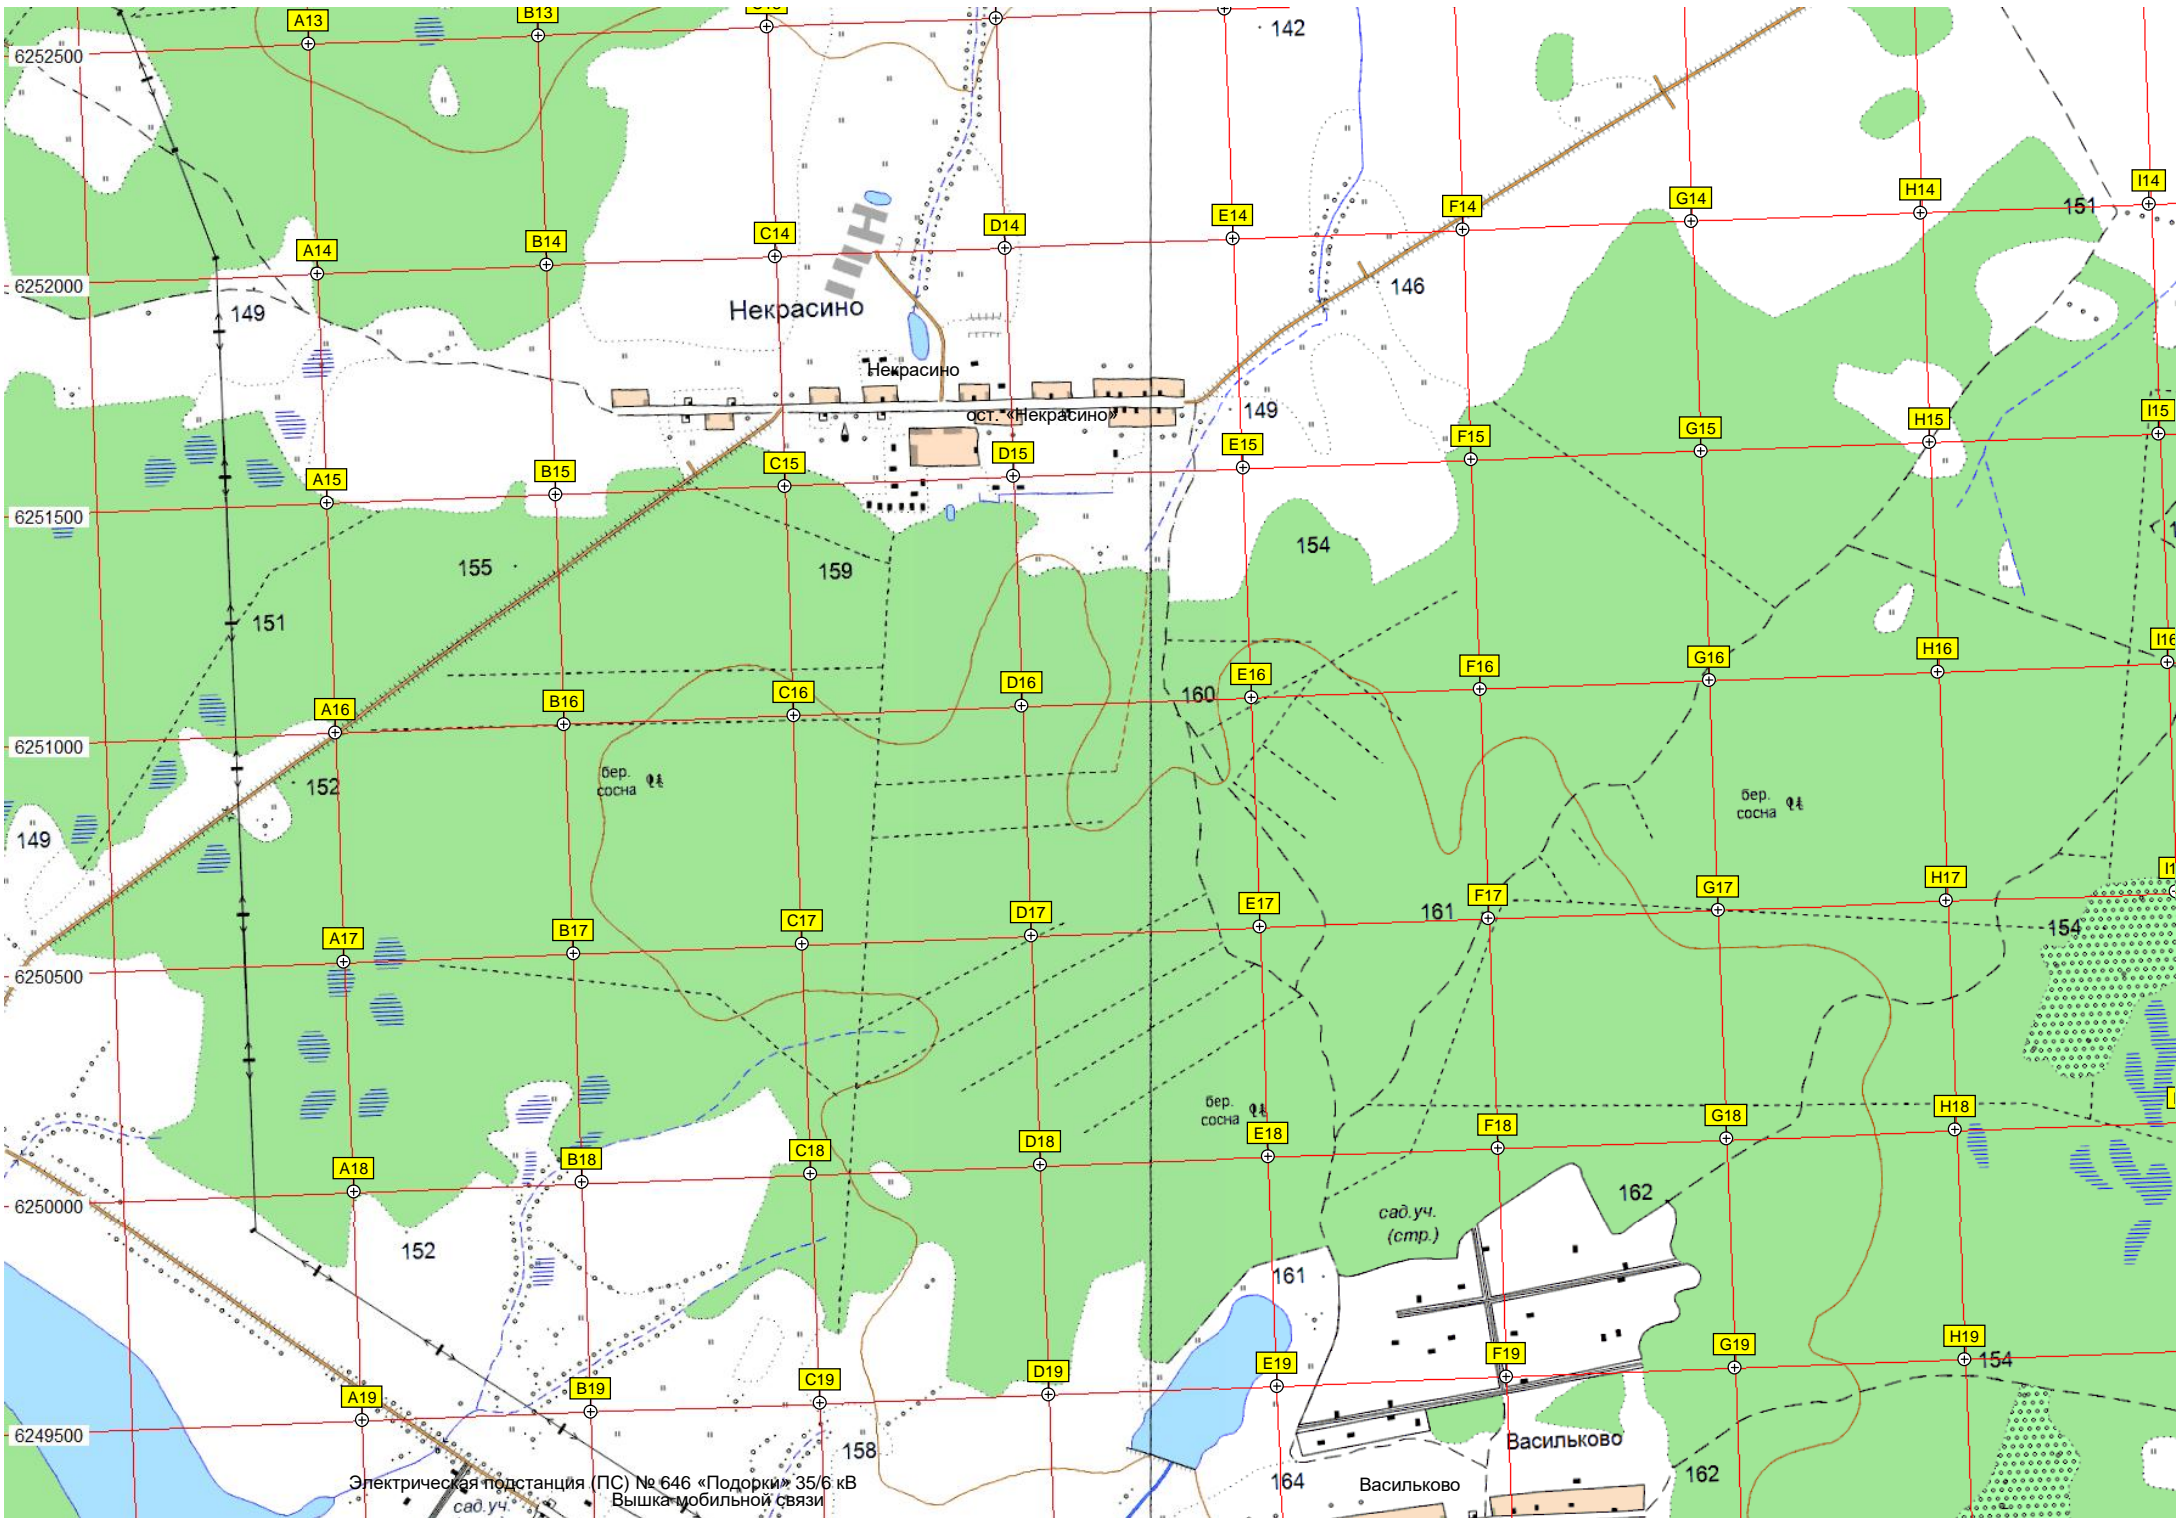 A13
B13
142
6252500
A14
B14
C14
D14
E14
F14
G14
H14
I14
151
6252000
149
Некрасино
146
Некрасино
ост. «Некрасино»
149
A15
B15
C15
D15
E15
F15
G15
H15
I15
6251500
155
159
154
151
A16
B16
C16
D16
E16
F16
G16
H16
I16
160
6251000
152
бер.
сосна
бер.
сосна
149
A17
B17
C17
D17
E17
F17
G17
H17
161
154
6250500
бер.
сосна
A18
B18
C18
D18
E18
F18
G18
H18
6250000
152
сад.уч.
(стр.)
162
161
A19
B19
C19
D19
E19
F19
G19
H19
154
6249500
158
Васильково
164
Васильково
162
Электрическая подстанция (ПС) № 646 «Подорки» 35/6 кВ
Вышка мобильной связи
сад.уч.